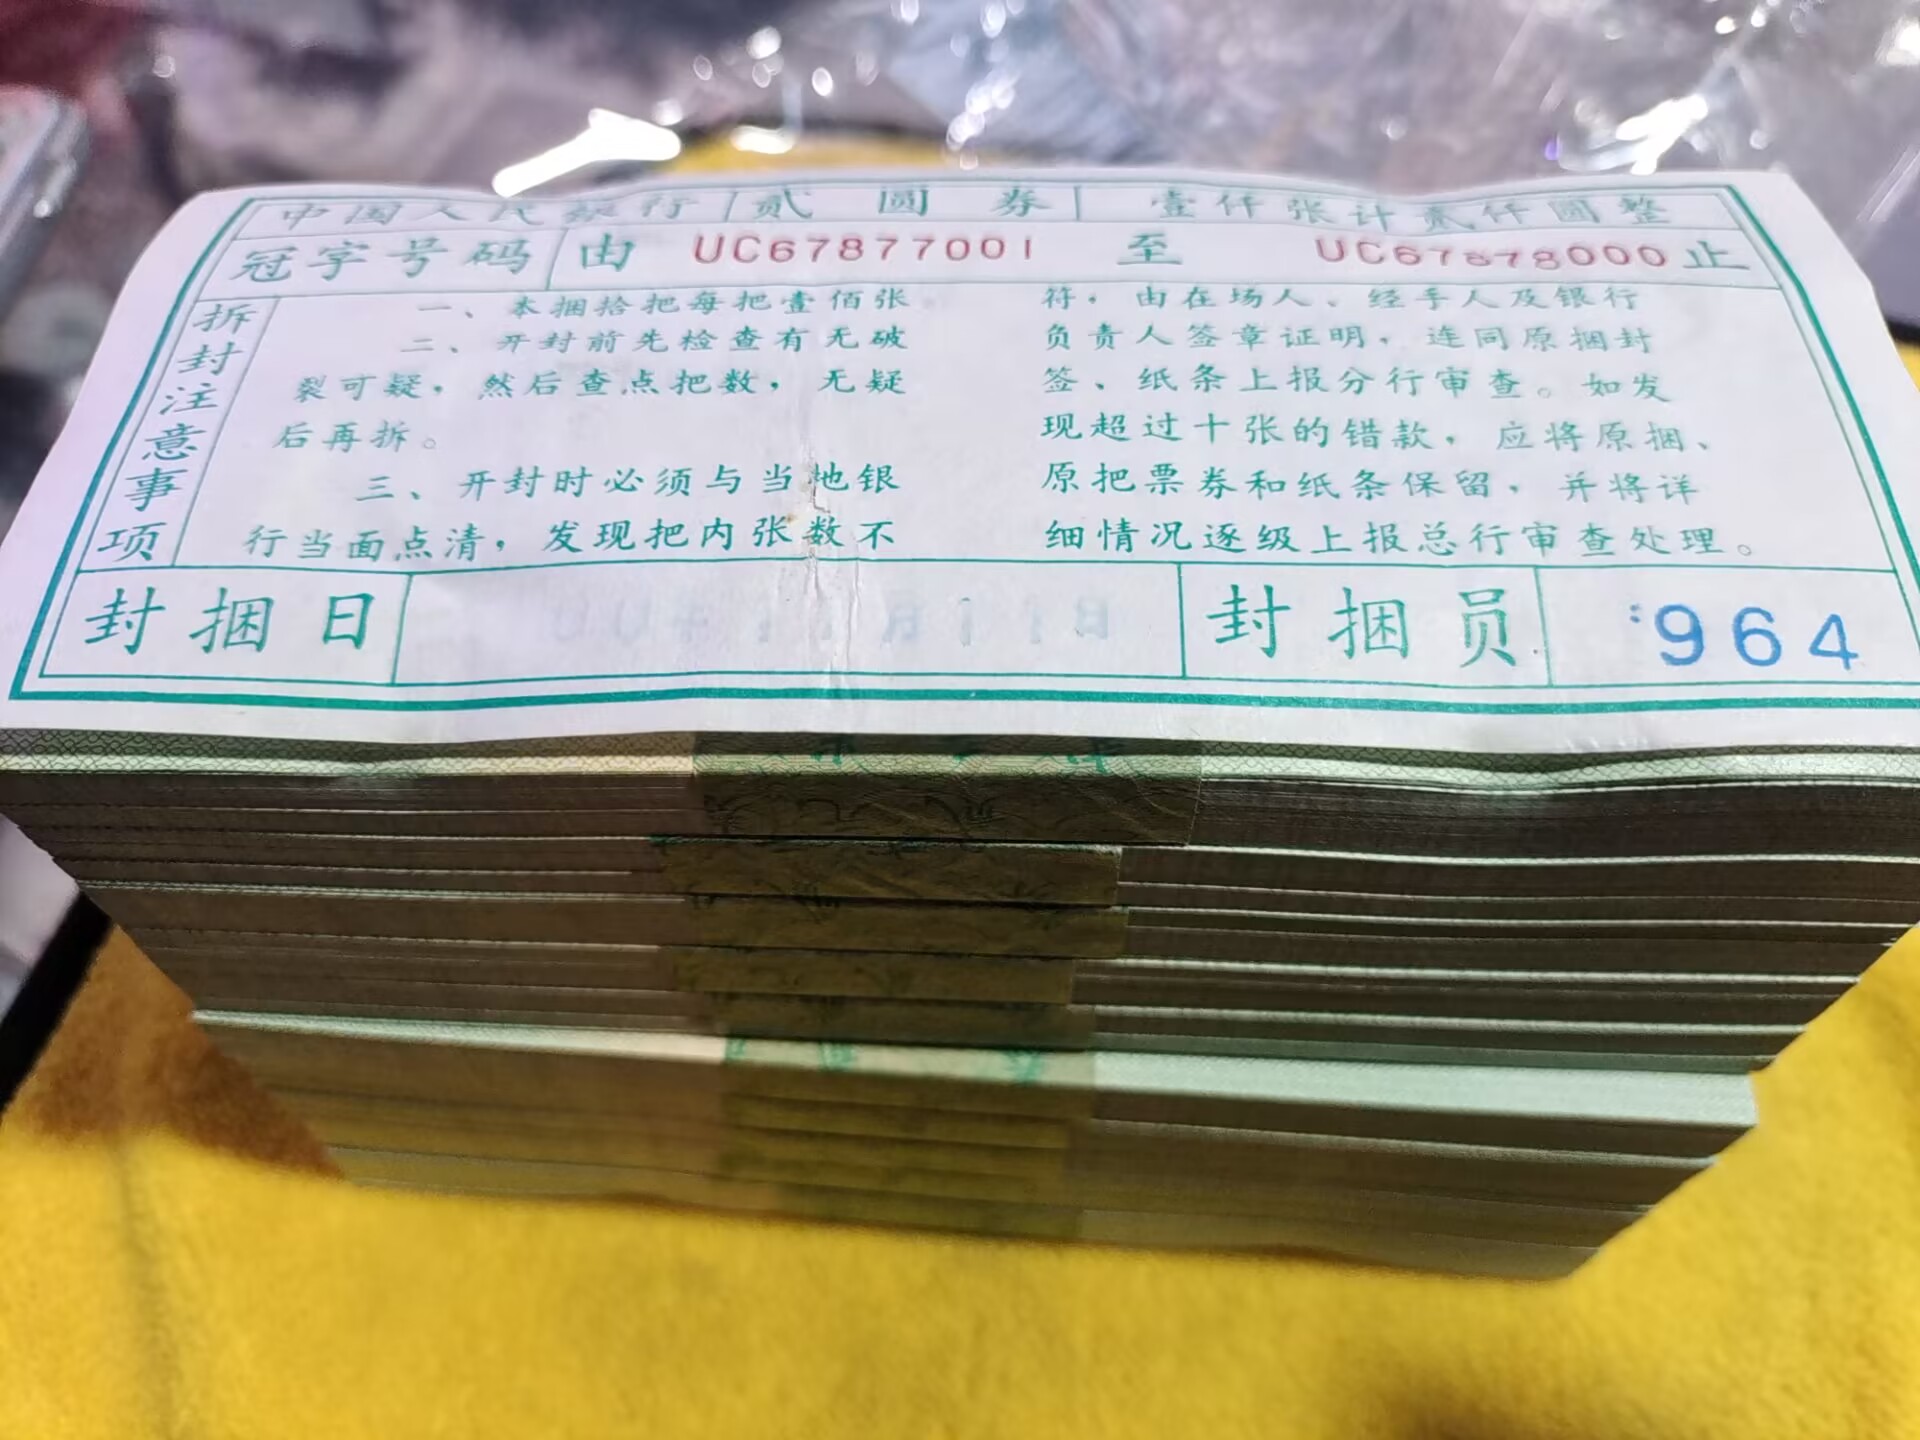 中国人民银行 贰圆券 壹仟张计贰仟圆整
冠字号码 由 UC67877001 至 UC67878000 止
拆封注意事项
一、本捆拾把每把壹佰张。
二、开封前先检查有无破
裂可疑，然后查点把数，无疑
后再拆。
三、开封时必须与当地银
行当面点清，发现把内张数不
符，由在场人、经手人及银行
负责人签章证明，连同原捆封
签、纸条上报分行审查。如发
现超过十张的错款，应将原捆、
原把票券和纸条保留，并将详
细情况逐级上报总行审查处理。
封捆日 封捆员 964